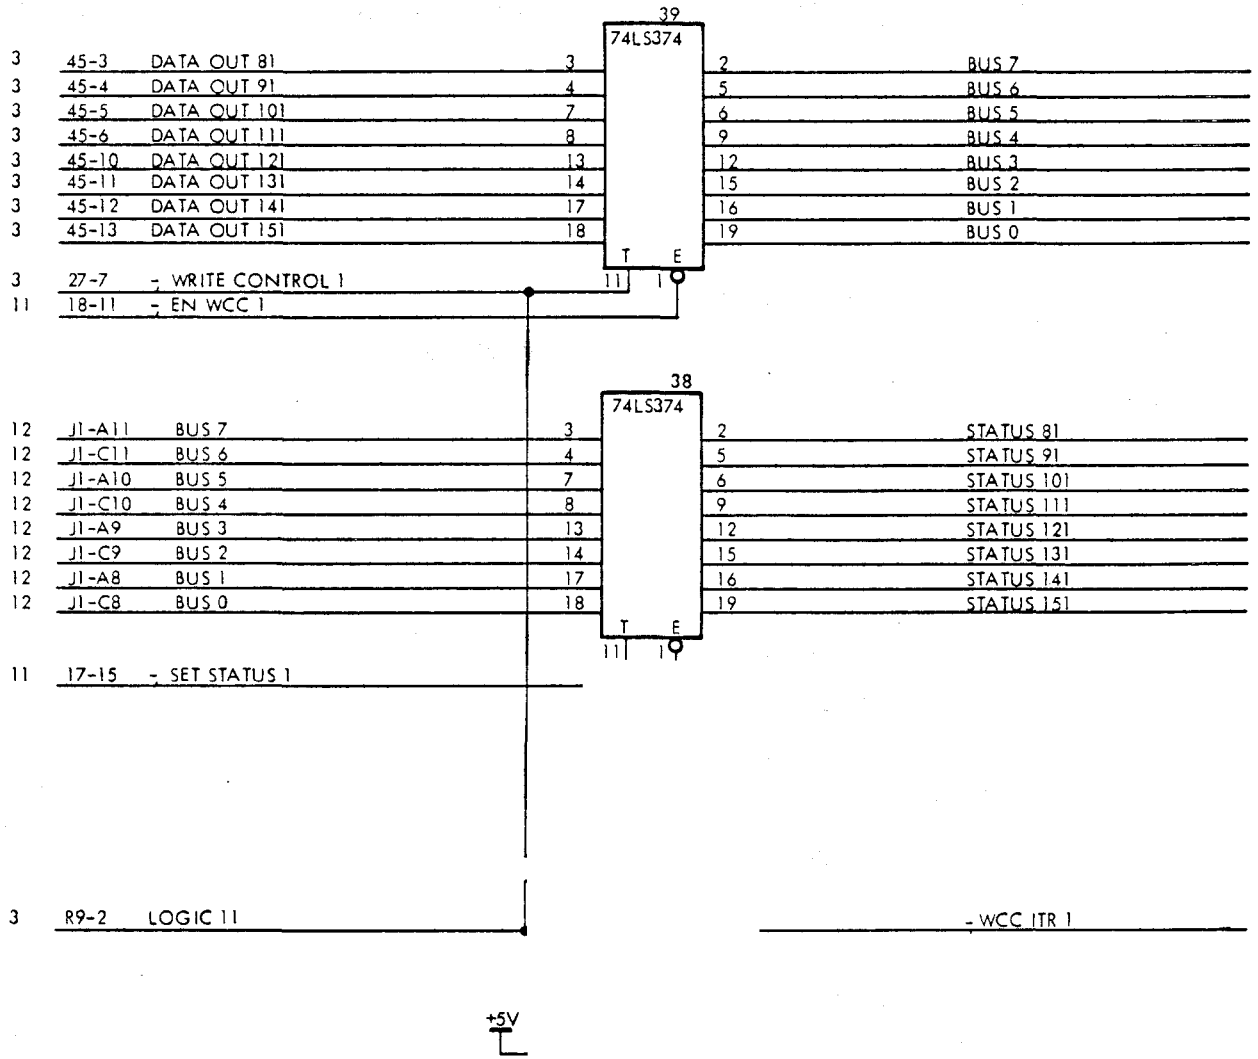 39
74LS374
3 45-3 DATA OUT 81 3 2 BUS 7
3 45-4 DATA OUT 91 4 5 BUS 6
3 45-5 DATA OUT 101 7 6 BUS 5
3 45-6 DATA OUT 111 8 9 BUS 4
3 45-10 DATA OUT 121 13 12 BUS 3
3 45-11 DATA OUT 131 14 15 BUS 2
3 45-12 DATA OUT 141 17 16 BUS 1
3 45-13 DATA OUT 151 18 19 BUS 0
T E
3 27-7 -, WRITE CONTROL 1 11 1
11 18-11 -, EN WCC 1
38
74LS374
12 J1-A11 BUS 7 3 2 STATUS 81
12 J1-C11 BUS 6 4 5 STATUS 91
12 J1-A10 BUS 5 7 6 STATUS 101
12 J1-C10 BUS 4 8 9 STATUS 111
12 J1-A9 BUS 3 13 12 STATUS 121
12 J1-C9 BUS 2 14 15 STATUS 131
12 J1-A8 BUS 1 17 16 STATUS 141
12 J1-C8 BUS 0 18 19 STATUS 151
T E
11 1
11 17-15 -, SET STATUS 1
3 R9-2 LOGIC 11 -, WCC ITR 1
+5V